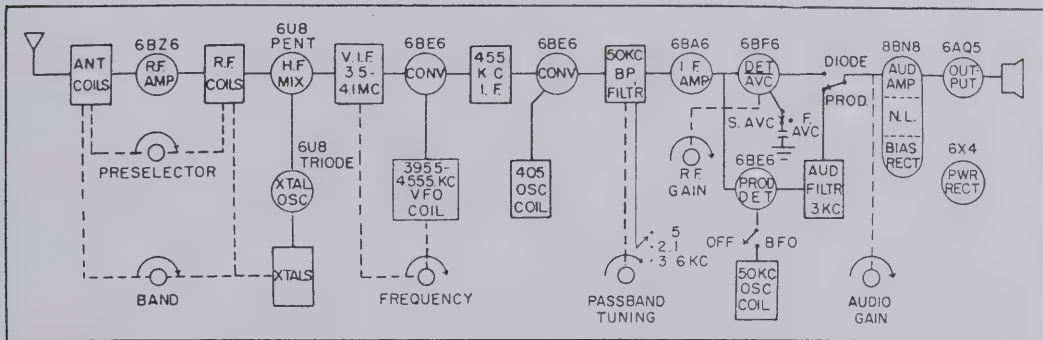 6BZ6
6U8
PENT
6BE6
6BE6
6BA6
6BF6
8BN8
6AQ5
ANT
COILS
R.F.
AMP
R.F.
COILS
H.F.
MIX
V.I.F.
3.5-
4.1MC
CONV
455
KC
I.F.
CONV
50KC
BP.
FILTR
I.F.
AMP
DET
AVC
DIODE
PROD.
AUD
AMP
N.L.
BIAS
RECT
OUT-
PUT
PRESELECTOR
6U8
TRIODE
XTAL
OSC
3955-
4555.KC
VFO
COIL
405
OSC
COIL
R.F.
GAIN
S. AVC
F.
AVC
6BE6
PROD
DET
AUD
FILTR
3KC
6X4
PWR
RECT
BAND
XTALS
FREQUENCY
.5
2.1
3.6KC
PASSBAND
TUNING
OFF
BFO
50KC
OSC
COIL
AUDIO
GAIN